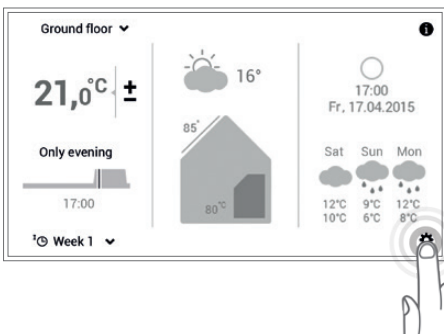 Ground floor
21,0°C ±
Only evening
17:00
¹ Week 1
16°
85°
80°C
17:00
Fr, 17.04.2015
Sat Sun Mon
12°C 9°C 12°C
10°C 6°C 8°C